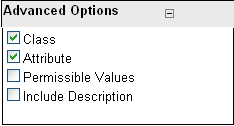 Advanced Options
Class
Attribute
Permissible Values
Include Description